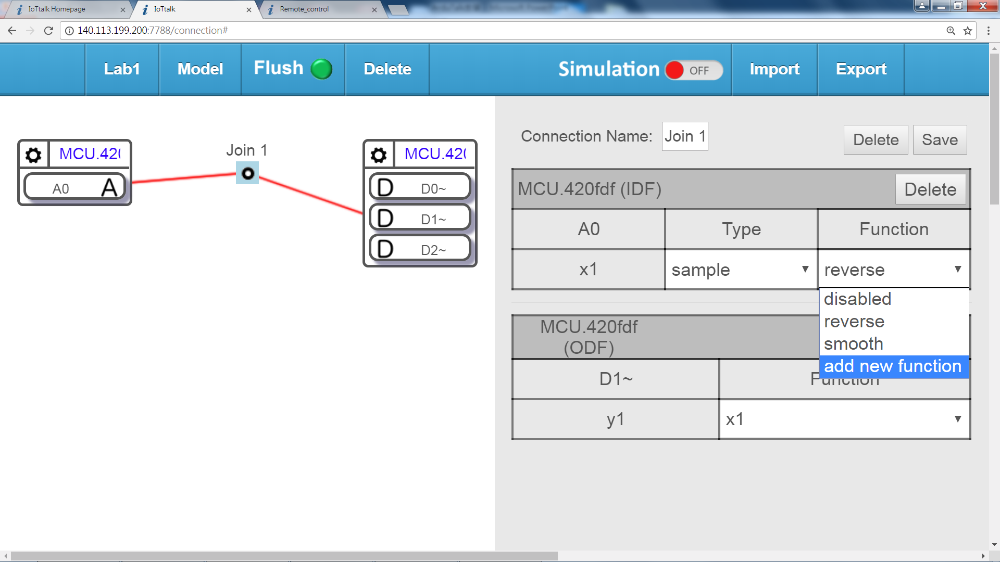 IoTtalk Homepage
IoTtalk
Remote_control
140.113.199.200:7788/connection#
Lab1
Model
Flush
Delete
Simulation
OFF
Import
Export
Connection Name:
Join 1
Delete
Save
MCU.420
A0
A
Join 1
MCU.420
D
D0~
D
D1~
D
D2~
MCU.420fdf (IDF)
Delete
A0
Type
Function
x1
sample
reverse
disabled
reverse
smooth
add new function
MCU.420fdf
(ODF)
D1~
Function
y1
x1